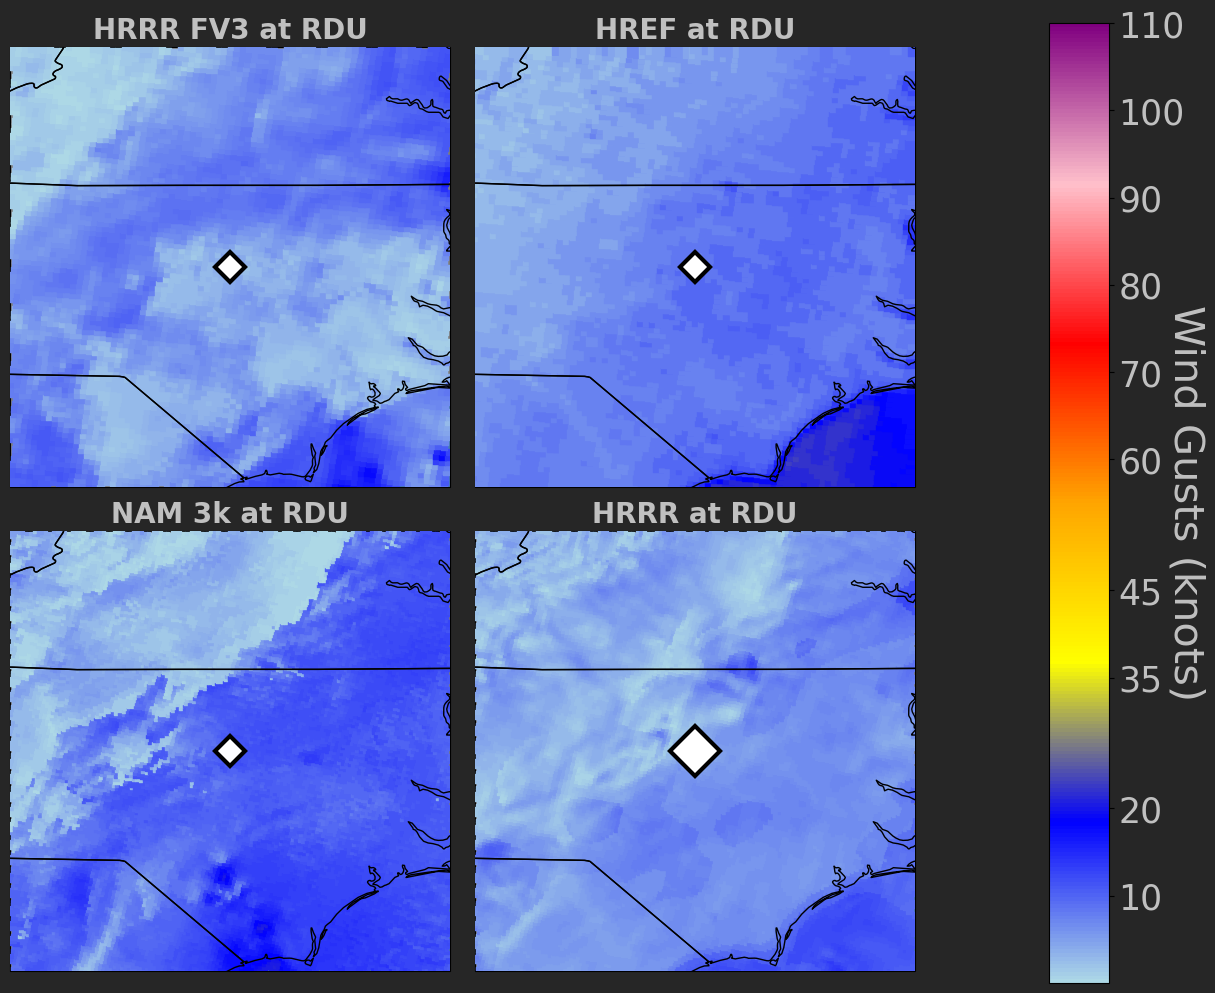 HRRR FV3 at RDU
HREF at RDU
NAM 3k at RDU
HRRR at RDU
110
100
90
80
70
60
45
35
20
10
Wind Gusts (knots)